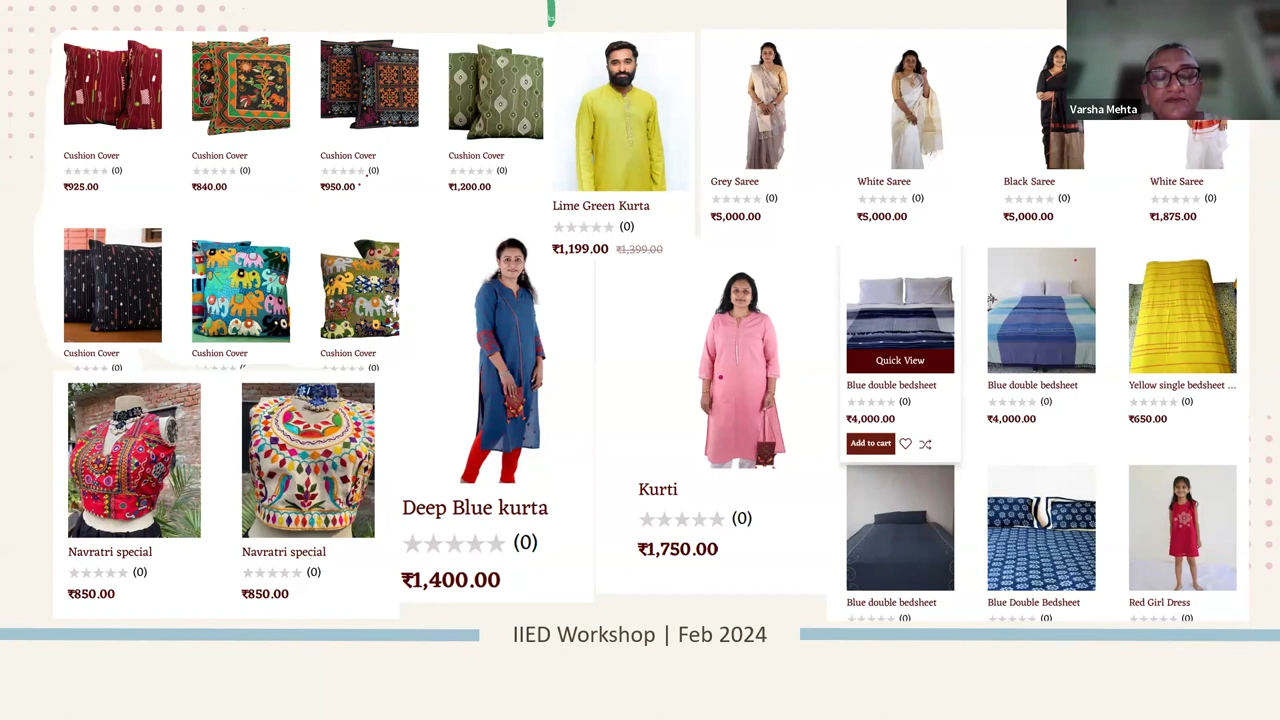 Varsha Mehta
Cushion Cover
(0)
₹925.00
Cushion Cover
(0)
₹840.00
Cushion Cover
(0)
₹950.00
Cushion Cover
(0)
₹1,200.00
Lime Green Kurta
(0)
₹1,199.00 ₹1,399.00
Grey Saree
(0)
₹5,000.00
White Saree
(0)
₹5,000.00
Black Saree
(0)
₹5,000.00
White Saree
(0)
₹1,875.00
Cushion Cover
(0)
Cushion Cover
Cushion Cover
(0)
Navratri special
(0)
₹850.00
Navratri special
(0)
₹850.00
Deep Blue kurta
(0)
₹1,400.00
Kurti
(0)
₹1,750.00
Quick View
Blue double bedsheet
(0)
₹4,000.00
Add to cart
Blue double bedsheet
(0)
₹4,000.00
Yellow single bedsheet ...
(0)
₹650.00
Blue double bedsheet
(0)
Blue Double Bedsheet
(0)
Red Girl Dress
(0)
IIED Workshop | Feb 2024